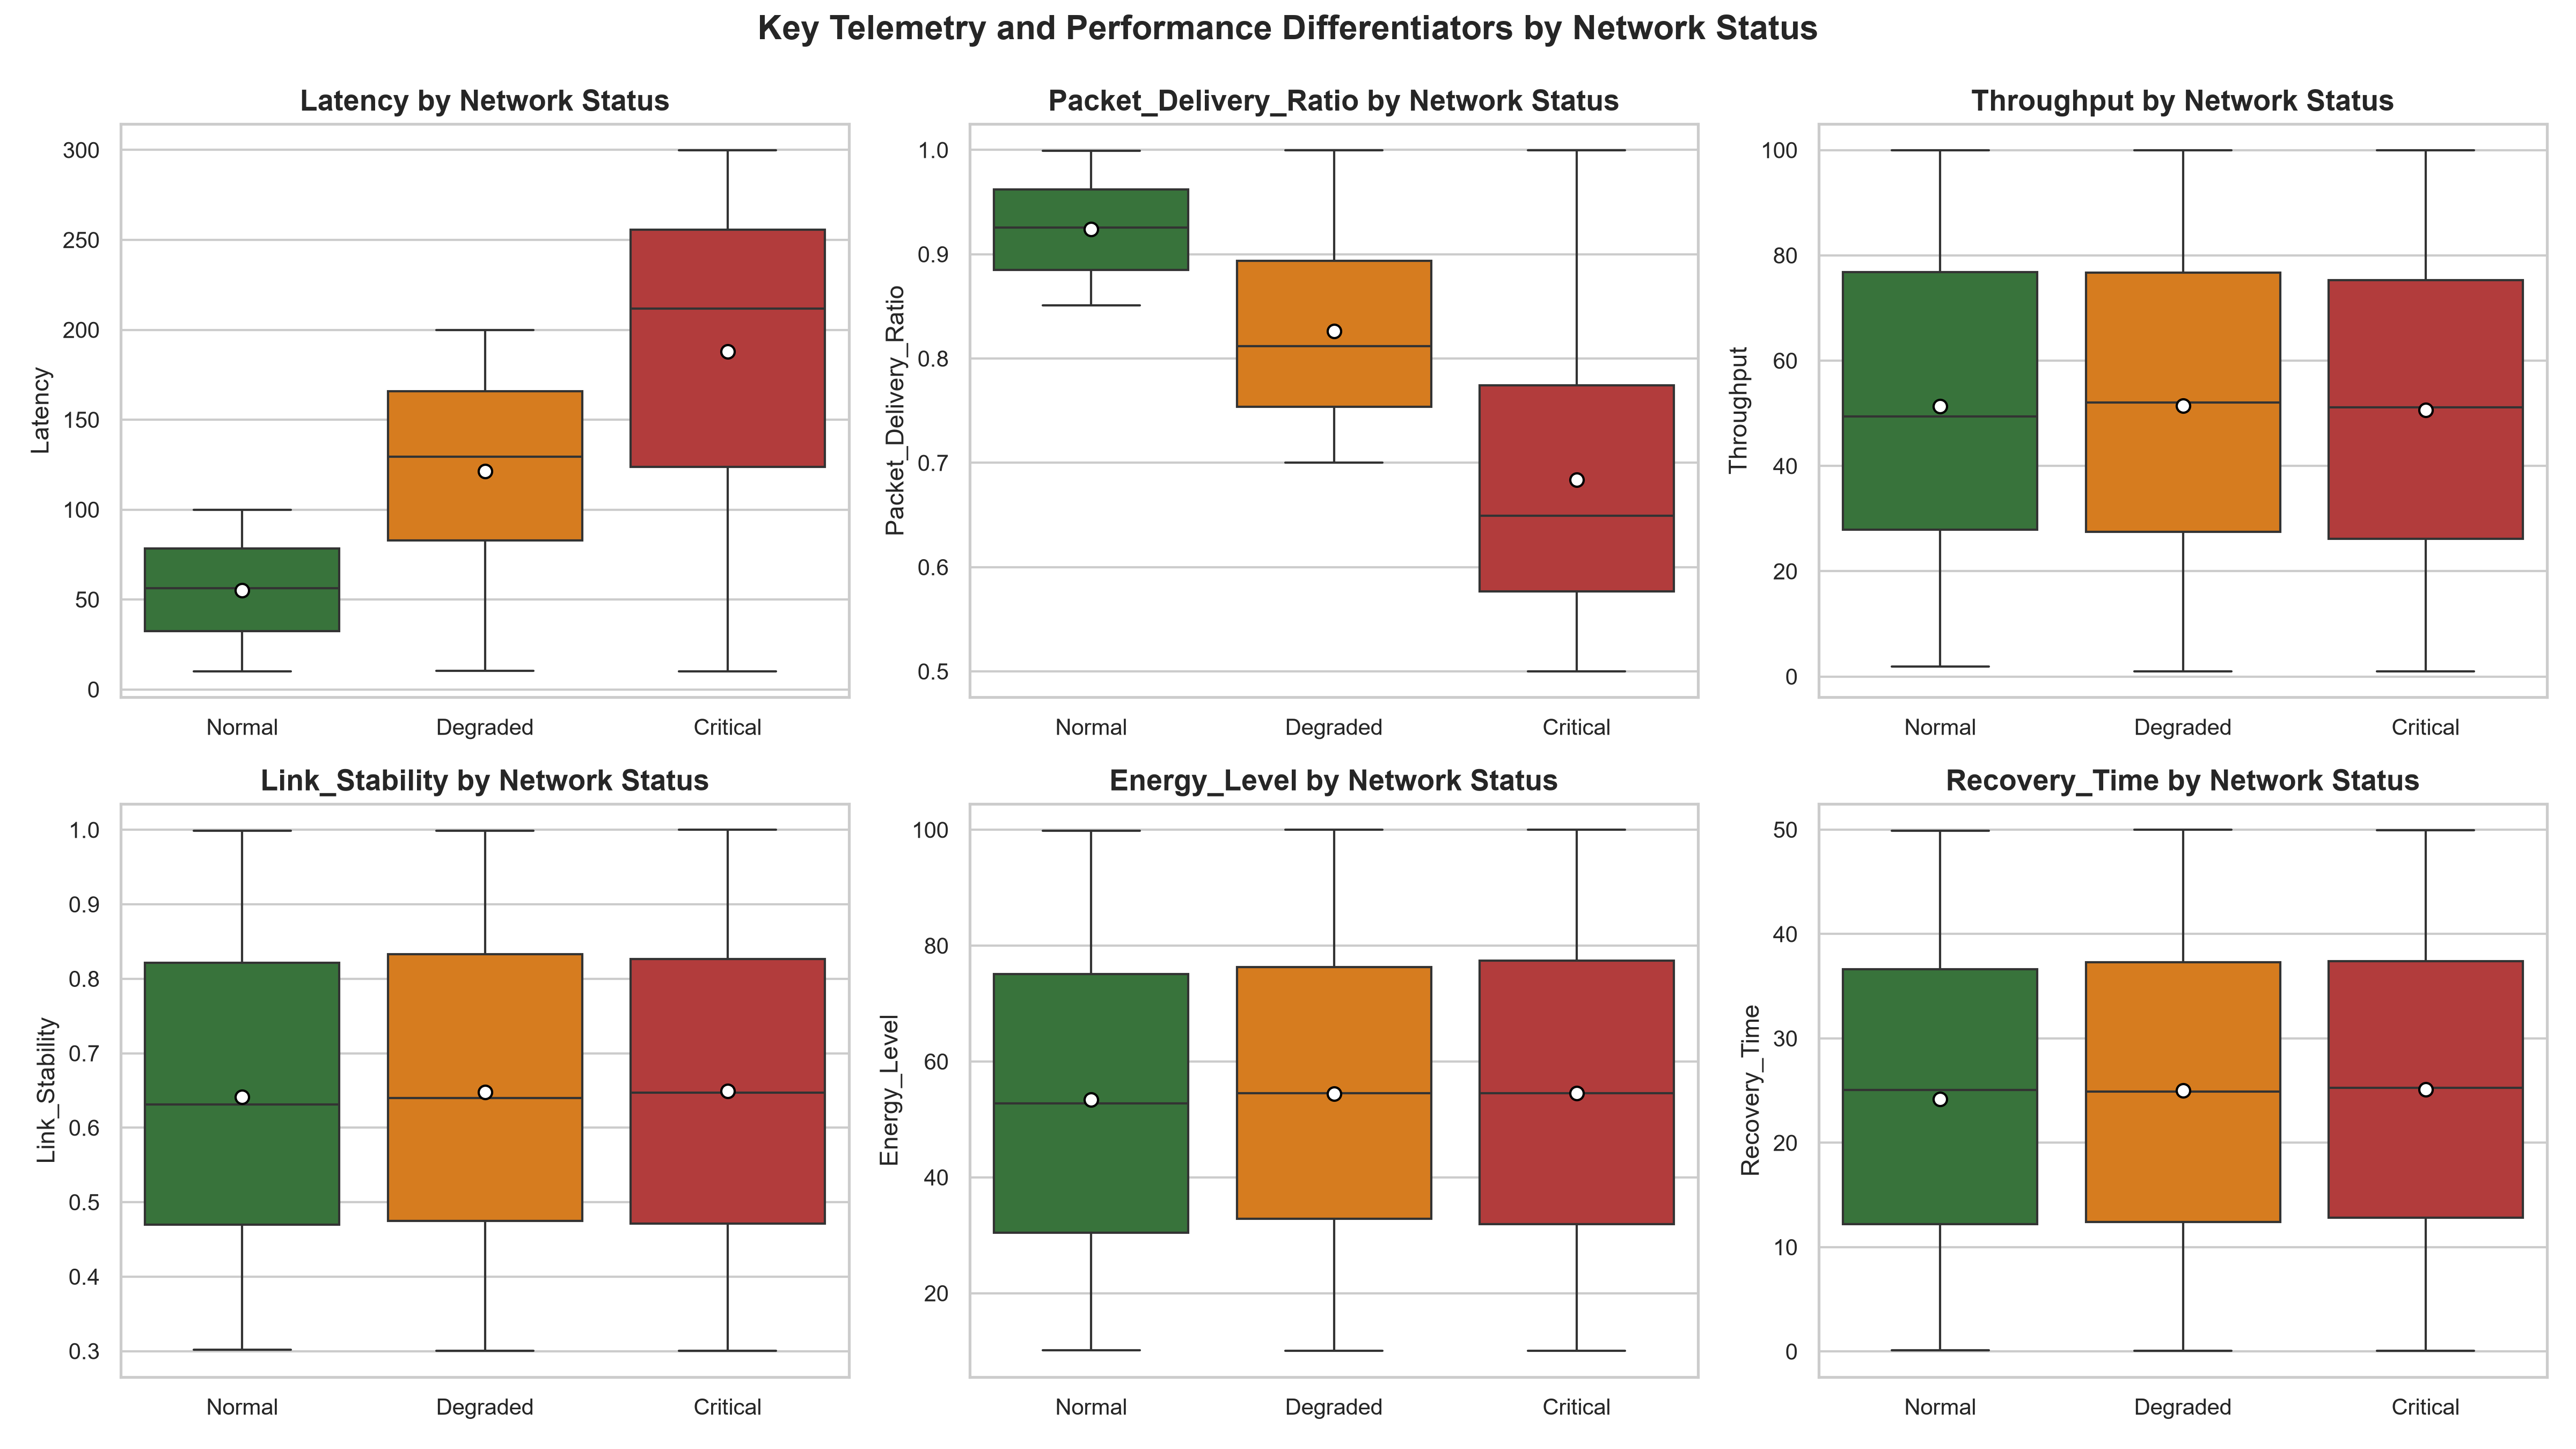 Key Telemetry and Performance Differentiators by Network Status
Latency by Network Status
Latency
300
250
200
150
100
50
0
Normal
Degraded
Critical
Packet_Delivery_Ratio by Network Status
Packet_Delivery_Ratio
1.0
0.9
0.8
0.7
0.6
0.5
Normal
Degraded
Critical
Throughput by Network Status
Throughput
100
80
60
40
20
0
Normal
Degraded
Critical
Link_Stability by Network Status
Link_Stability
1.0
0.9
0.8
0.7
0.6
0.5
0.4
0.3
Normal
Degraded
Critical
Energy_Level by Network Status
Energy_Level
100
80
60
40
20
Normal
Degraded
Critical
Recovery_Time by Network Status
Recovery_Time
50
40
30
20
10
0
Normal
Degraded
Critical